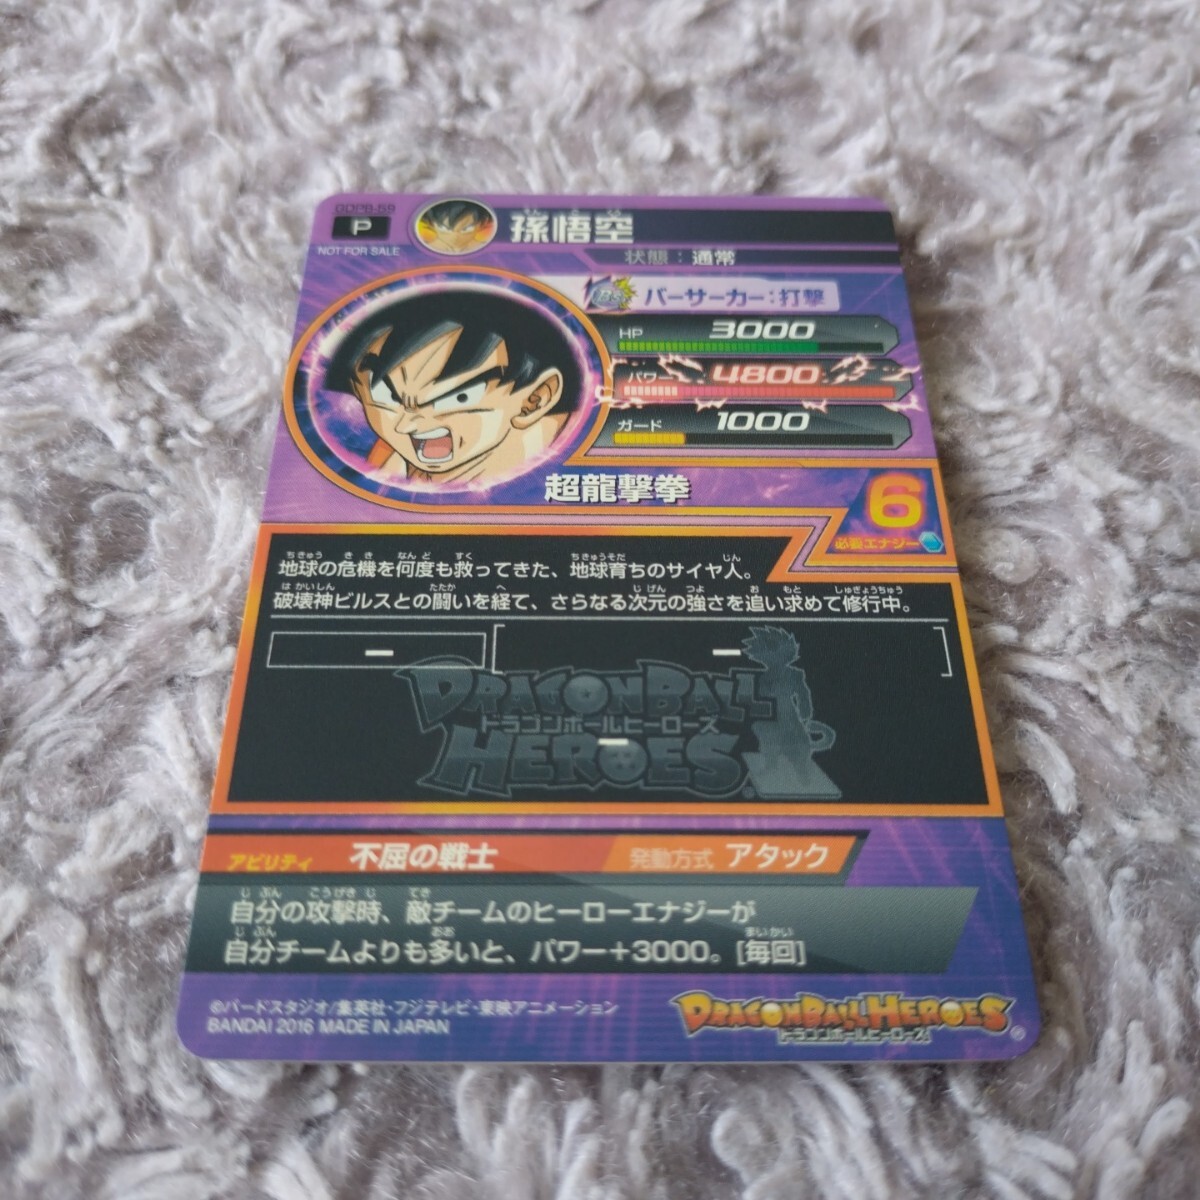 GDPB-59
P
NOT FOR SALE
孫悟空
状態：通常
バーサーカー：打撃
HP 3000
パワー 4800
ガード 1000
超龍撃拳
6
必要エナジー
地球の危機を何度も救ってきた、地球育ちのサイヤ人。
破壊神ビルスとの闘いを経て、さらなる次元の強さを追い求めて修行中。
DRAGONBALL
ドラゴンボールヒーローズ
HEROES
アビリティ 不屈の戦士 発動方式 アタック
自分の攻撃時、敵チームのヒーローエナジーが
自分チームよりも多いと、パワー+3000。[毎回]
©バードスタジオ/集英社・フジテレビ・東映アニメーション
BANDAI 2016 MADE IN JAPAN
DRAGONBALLHEROES
ドラゴンボールヒーローズ